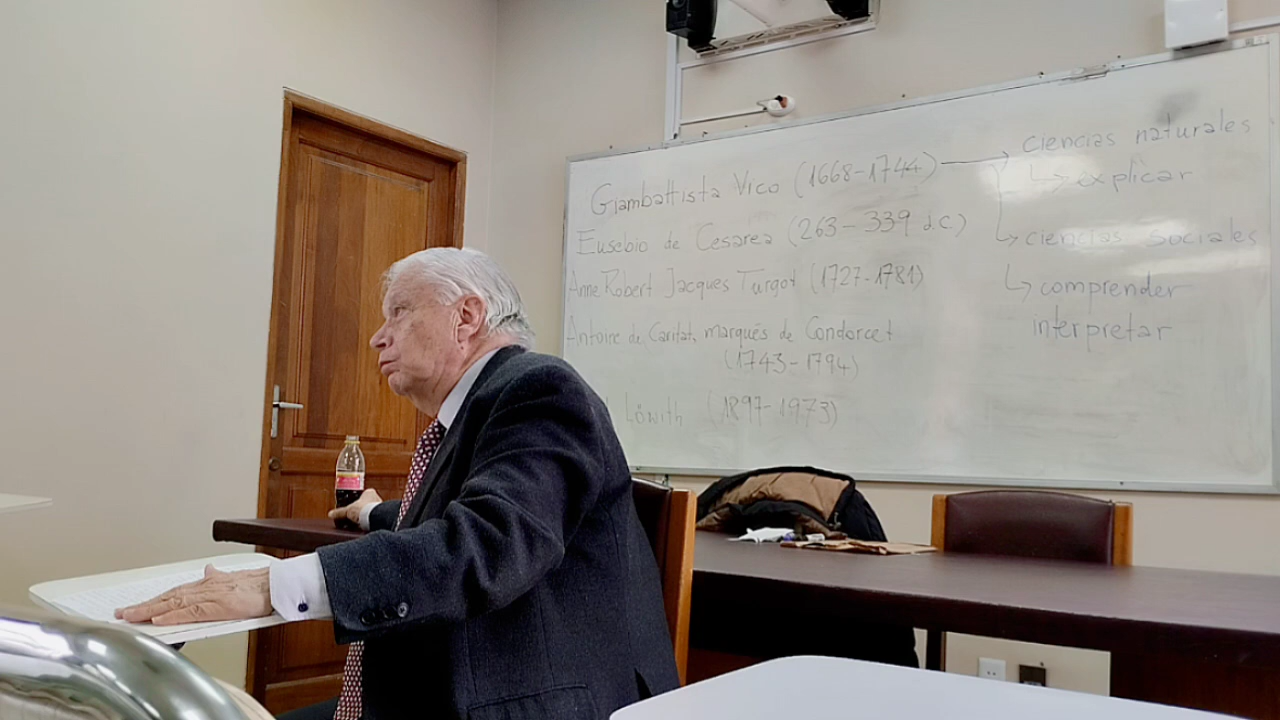 Giambattista Vico (1668-1744)
Eusebio de Cesarea (263-339 d.C)
Anne Robert Jacques Turgot (1727-1781)
Antoine de Caritat, marqués de Condorcet
(1743-1794)
Löwith (1897-1973)
ciencias naturales
↳ explicar
ciencias sociales
↳ comprender
interpretar